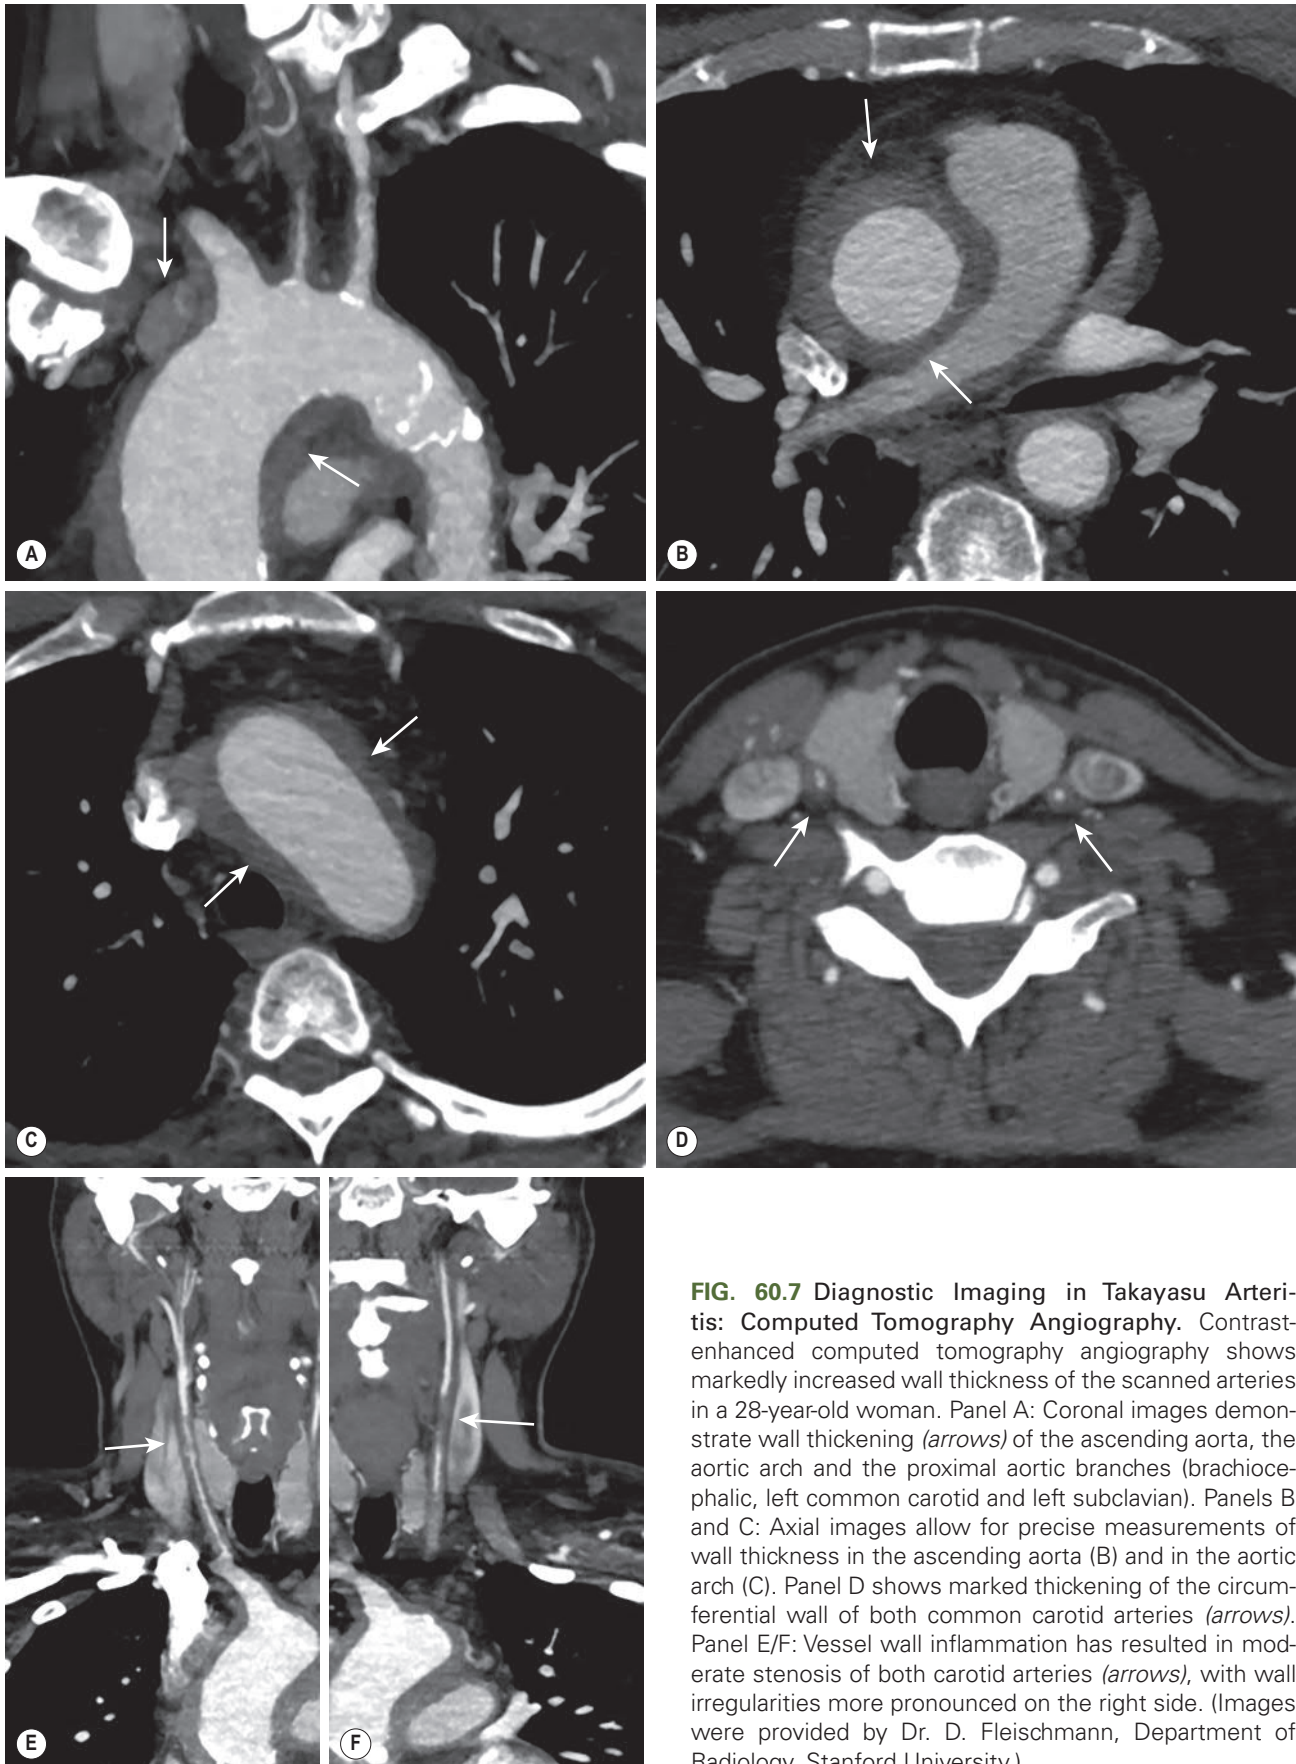 A
B
C
D
E
F
FIG. 60.7 Diagnostic Imaging in Takayasu Arteri-
tis: Computed Tomography Angiography. Contrast-
enhanced computed tomography angiography shows
markedly increased wall thickness of the scanned arteries
in a 28-year-old woman. Panel A: Coronal images demon-
strate wall thickening (arrows) of the ascending aorta, the
aortic arch and the proximal aortic branches (brachioce-
phalic, left common carotid and left subclavian). Panels B
and C: Axial images allow for precise measurements of
wall thickness in the ascending aorta (B) and in the aortic
arch (C). Panel D shows marked thickening of the circum-
ferential wall of both common carotid arteries (arrows).
Panel E/F: Vessel wall inflammation has resulted in mod-
erate stenosis of both carotid arteries (arrows), with wall
irregularities more pronounced on the right side. (Images
were provided by Dr. D. Fleischmann, Department of
Radiology, Stanford University.)